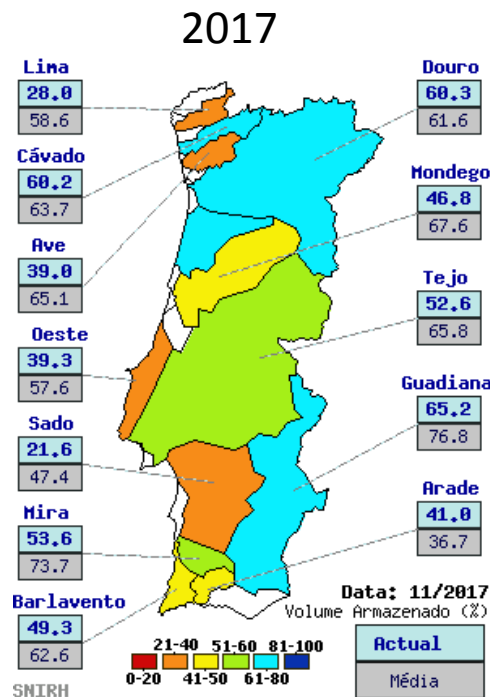 2017
Lima
28.0
58.6
Cávado
60.2
63.7
Ave
39.0
65.1
Oeste
39.3
57.6
Sado
21.6
47.4
Mira
53.6
73.7
Barlavento
49.3
62.6
Douro
60.3
61.6
Mondego
46.8
67.6
Tejo
52.6
65.8
Guadiana
65.2
76.8
Arade
41.0
36.7
Data: 11/2017
Volume Armazenado (%)
Actual
Média
21-40 51-60 81-100
0-20 41-50 61-80
SNIRH